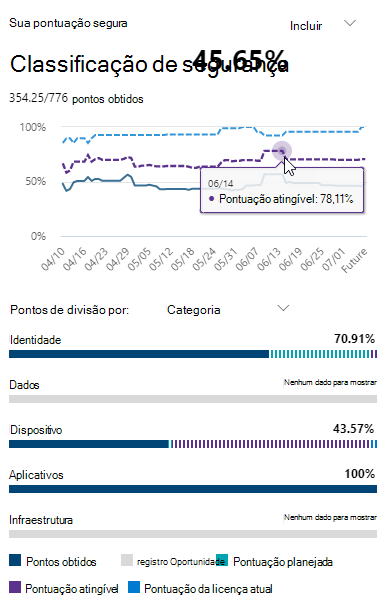 Sua pontuação segura
Incluir
Classificação de segurança
45.65%
354.25/776 pontos obtidos
100%
50%
0%
06/14
Pontuação atingível: 78,11%
04/10
04/16
04/23
04/29
05/05
05/12
05/18
05/24
05/31
06/07
06/13
06/19
06/25
07/01
Future
Pontos de divisão por: Categoria
Identidade 70.91%
Dados Nenhum dado para mostrar
Dispositivo 43.57%
Aplicativos 100%
Infraestrutura Nenhum dado para mostrar
Pontos obtidos registro Oportunidade Pontuação planejada
Pontuação atingível Pontuação da licença atual